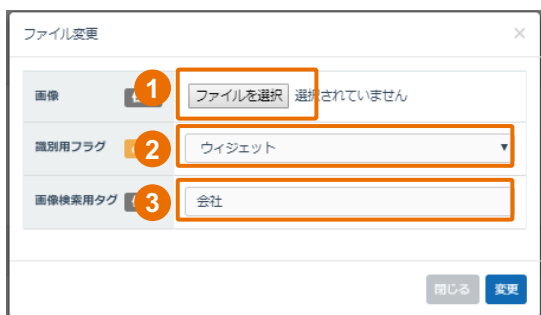 ファイル変更
×
画像 1 ファイルを選択 選択されていません
識別用フラグ 2 ウィジェット
画像検索用タグ 3 会社
閉じる 変更